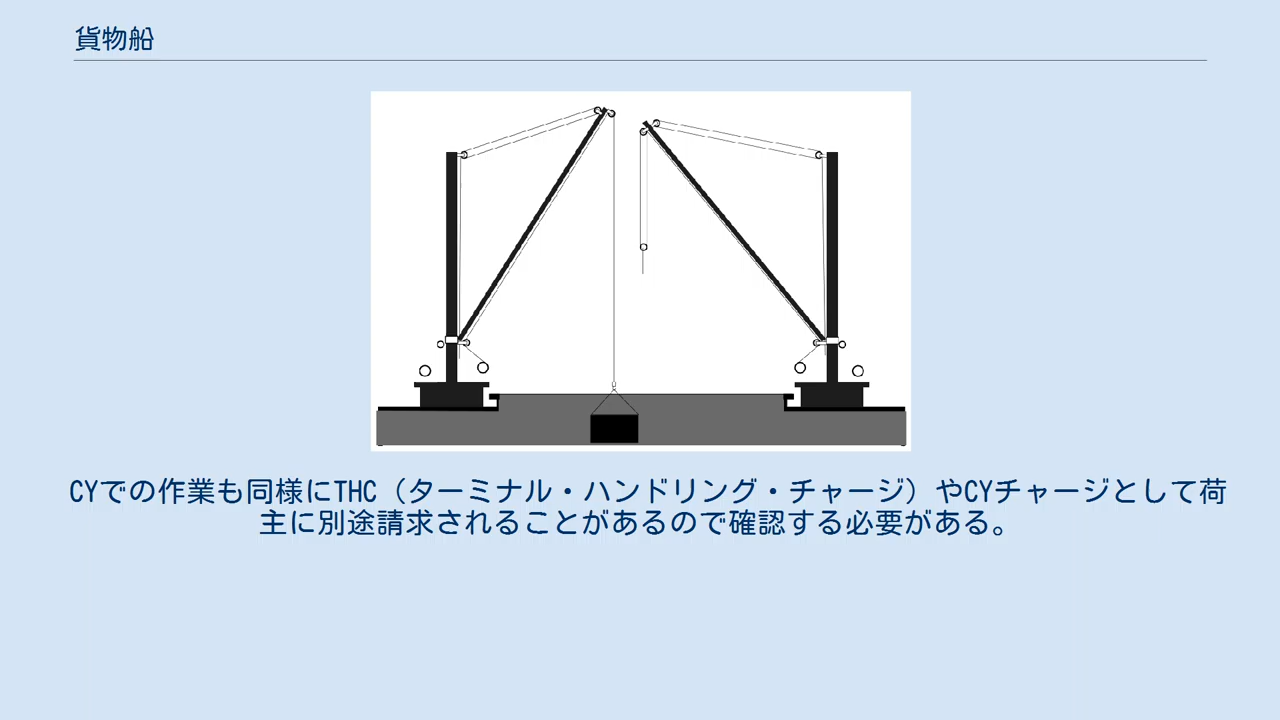 貨物船
CYでの作業も同様にTHC（ターミナル・ハンドリング・チャージ）やCYチャージとして荷
主に別途請求されることがあるので確認する必要がある。